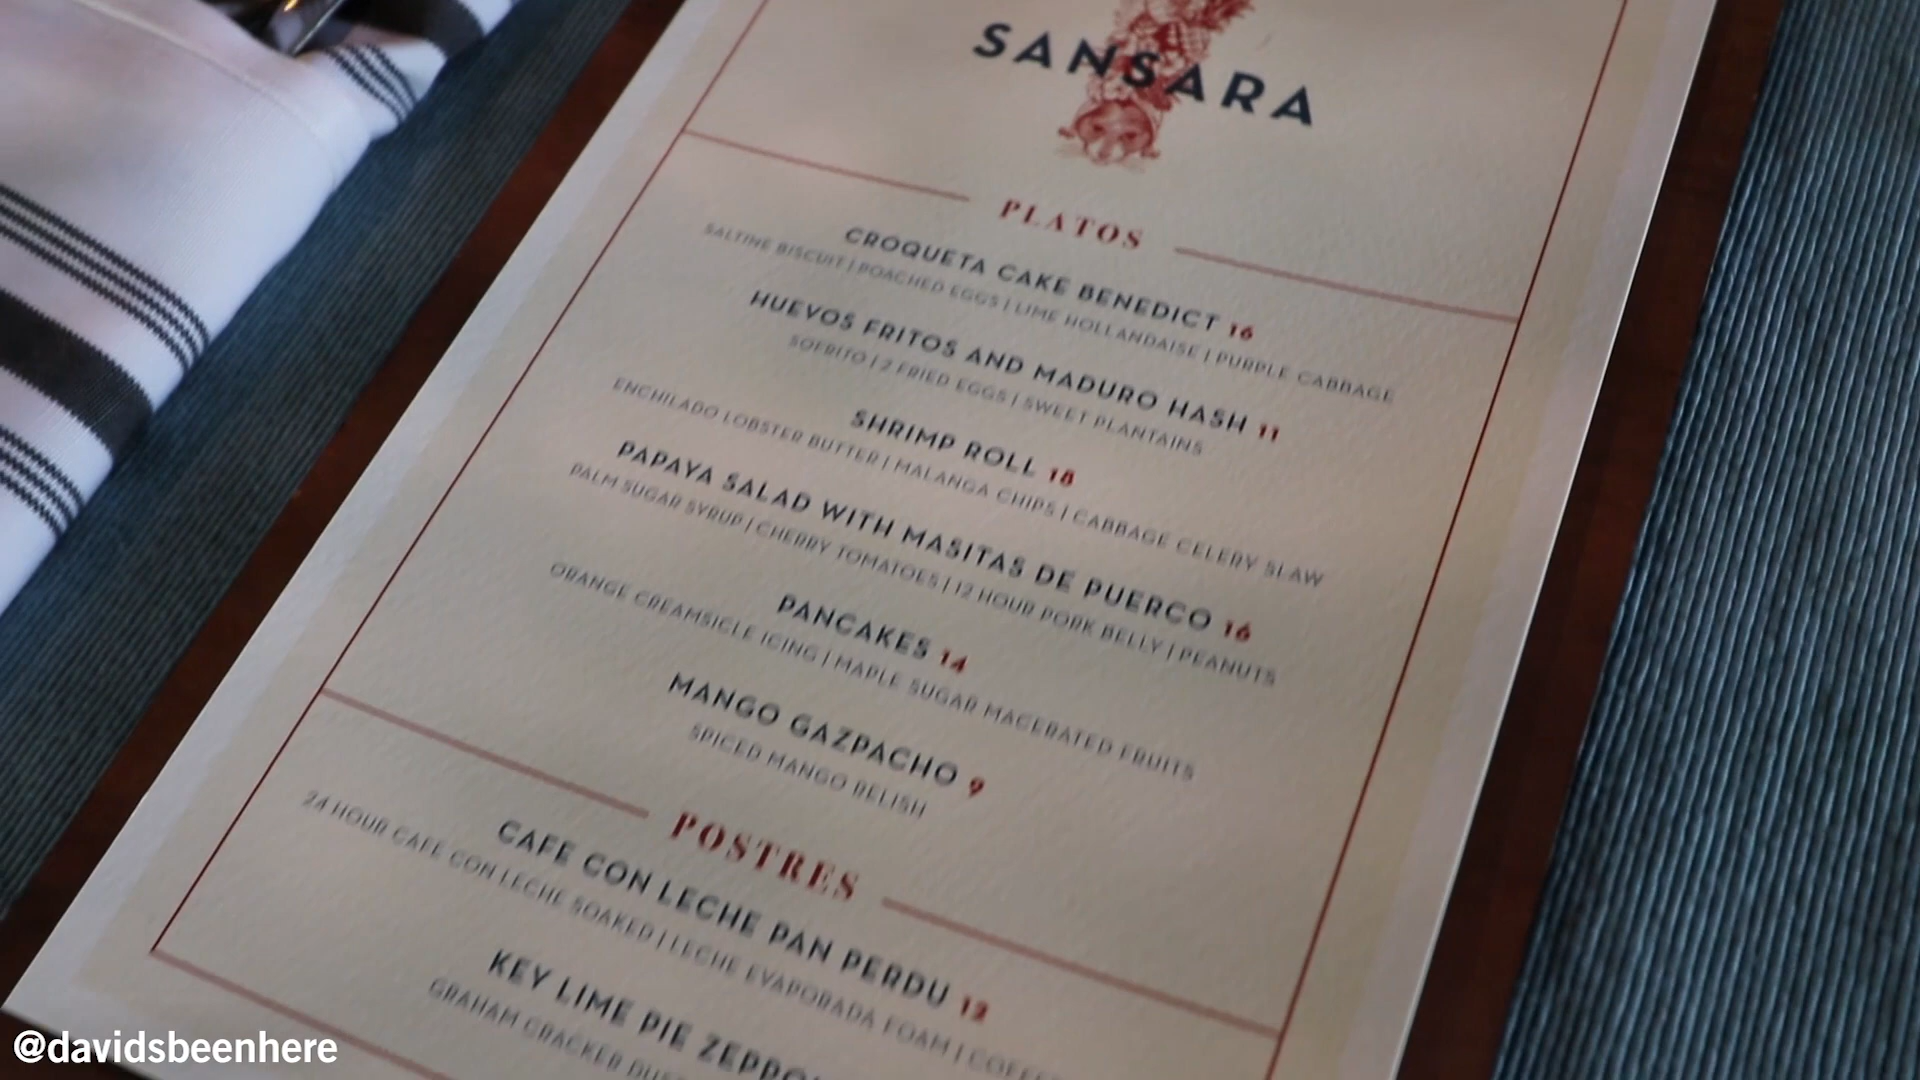 SANSARA
PLATOS
CROQUETA CAKE BENEDICT 16
SALTINE BISCUIT | POACHED EGGS | LIME HOLLANDAISE | PURPLE CABBAGE
HUEVOS FRITOS AND MADURO HASH 11
SOFRITO | 2 FRIED EGGS | SWEET PLANTAINS
SHRIMP ROLL 18
ENCHILADO LOBSTER BUTTER | MALANGA CHIPS | CABBAGE CELERY SLAW
PAPAYA SALAD WITH MASITAS DE PUERCO 16
PALM SUGAR SYRUP | CHERRY TOMATOES | 12 HOUR PORK BELLY | PEANUTS
PANCAKES 14
ORANGE CREAMSICLE ICING | MAPLE SUGAR MACERATED FRUITS
MANGO GAZPACHO 9
SPICED MANGO RELISH
POSTRES
CAFE CON LECHE PAN PERDU 12
24 HOUR CAFE CON LECHE SOAKED | LECHE EVAPORADA FOAM |
KEY LIME PIE
GRAHAM CRACKER
@davidsbeenhere